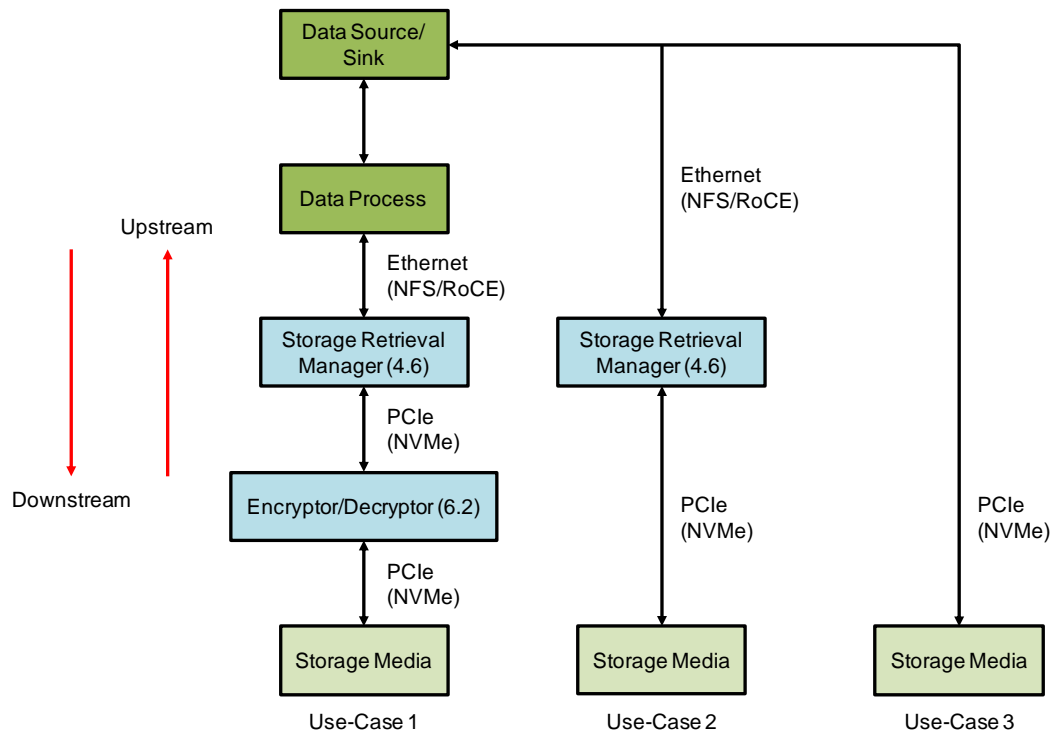 Data Source/
Sink
Data Process
Ethernet
(NFS/RoCE)
Upstream
Ethernet
(NFS/RoCE)
Storage Retrieval
Manager (4.6)
Storage Retrieval
Manager (4.6)
PCIe
(NVMe)
Downstream
Encryptor/Decryptor (6.2)
PCIe
(NVMe)
PCIe
(NVMe)
PCIe
(NVMe)
Storage Media
Storage Media
Storage Media
Use-Case 1
Use-Case 2
Use-Case 3